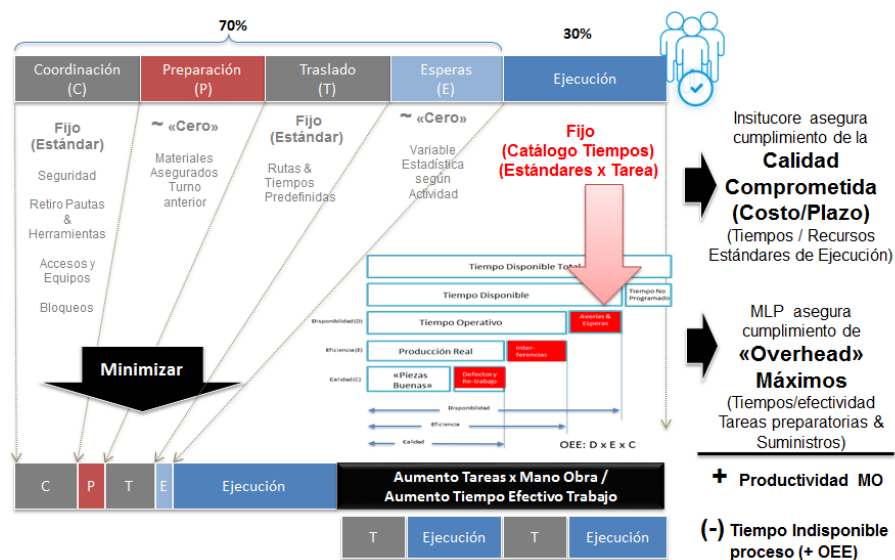 70%
30%
Coordinación
(C)
Preparación
(P)
Traslado
(T)
Esperas
(E)
Ejecución
Fijo
(Estándar)
Seguridad
Retiro Pautas
&
Herramientas
Accesos y
Equipos
Bloqueos
~ «Cero»
Materiales
Asegurados
Turno
anterior
Fijo
(Estándar)
Rutas &
Tiempos
Predefinidas
~ «Cero»
Variable
Estadística
según
Actividad
Fijo
(Catálogo Tiempos)
(Estándares x Tarea)
Insitucore asegura
cumplimiento de la
Calidad
Comprometida
(Costo/Plazo)
(Tiempos / Recursos
Estándares de Ejecución)
Tiempo Disponible Total
Tiempo Disponible
Tiempo No
Programado
Disponibilidad (D)
Tiempo Operativo
Averías &
Esperas
Eficiencia(E)
Producción Real
Inter-
ferencias
Calidad(C)
«Piezas
Buenas»
Defectos y
Re-trabajo
Disponibilidad
Eficiencia
Calidad
OEE: D x E x C
Minimizar
MLP asegura
cumplimiento de
«Overhead»
Máximos
(Tiempos/efectividad
Tareas preparatorias &
Suministros)
C
P
T
E
Ejecución
Aumento Tareas x Mano Obra /
Aumento Tiempo Efectivo Trabajo
T
Ejecución
T
Ejecución
+ Productividad MO
(-) Tiempo Indisponible
proceso (+ OEE)